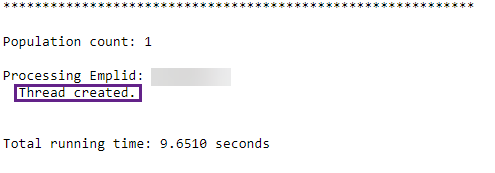 ************************************************************
Population count: 1
Processing Emplid:
Thread created.
Total running time: 9.6510 seconds